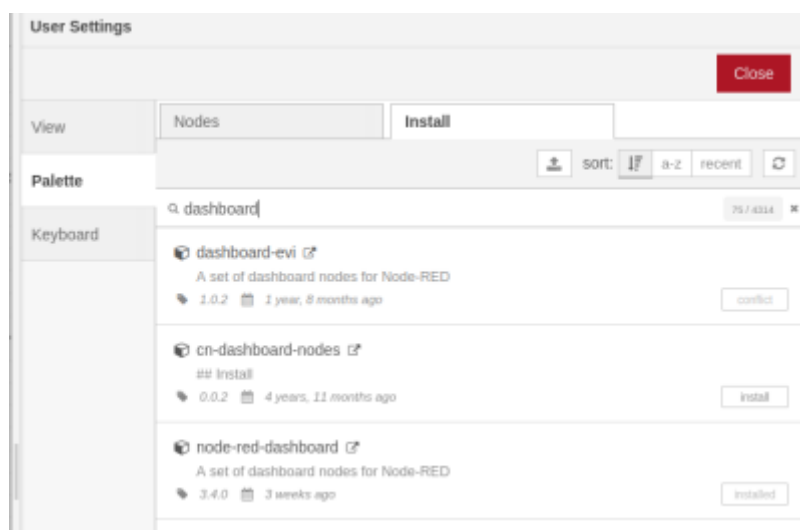 User Settings
Close
View
Palette
Keyboard
Nodes
Install
sort: a-z recent
dashboard
75 / 4314
dashboard-evi
A set of dashboard nodes for Node-RED
1.0.2 1 year, 8 months ago
conflict
cn-dashboard-nodes
## Install
0.0.2 4 years, 11 months ago
install
node-red-dashboard
A set of dashboard nodes for Node-RED
3.4.0 3 weeks ago
installed